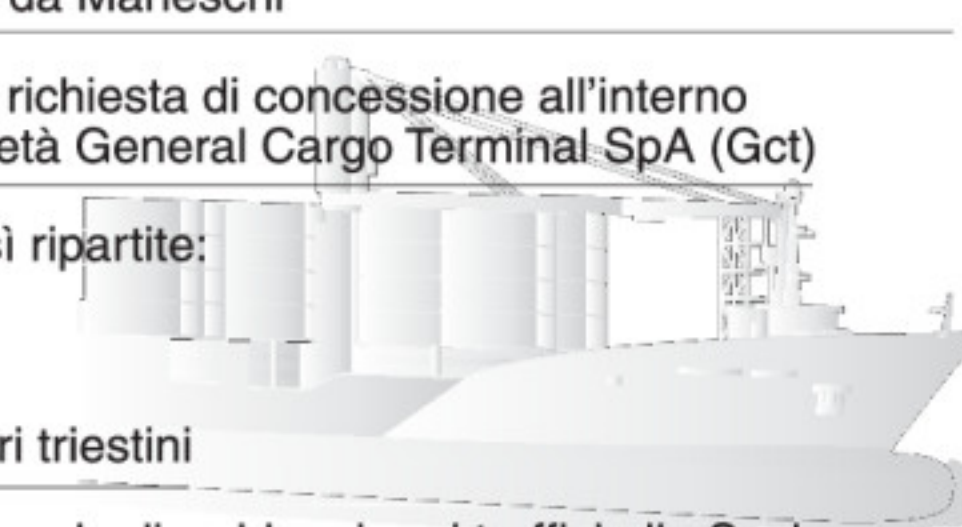 da Maneschi
richiesta di concessione all'interno
età General Cargo Terminal SpA (Gct)
sì ripartite:
ri triestini